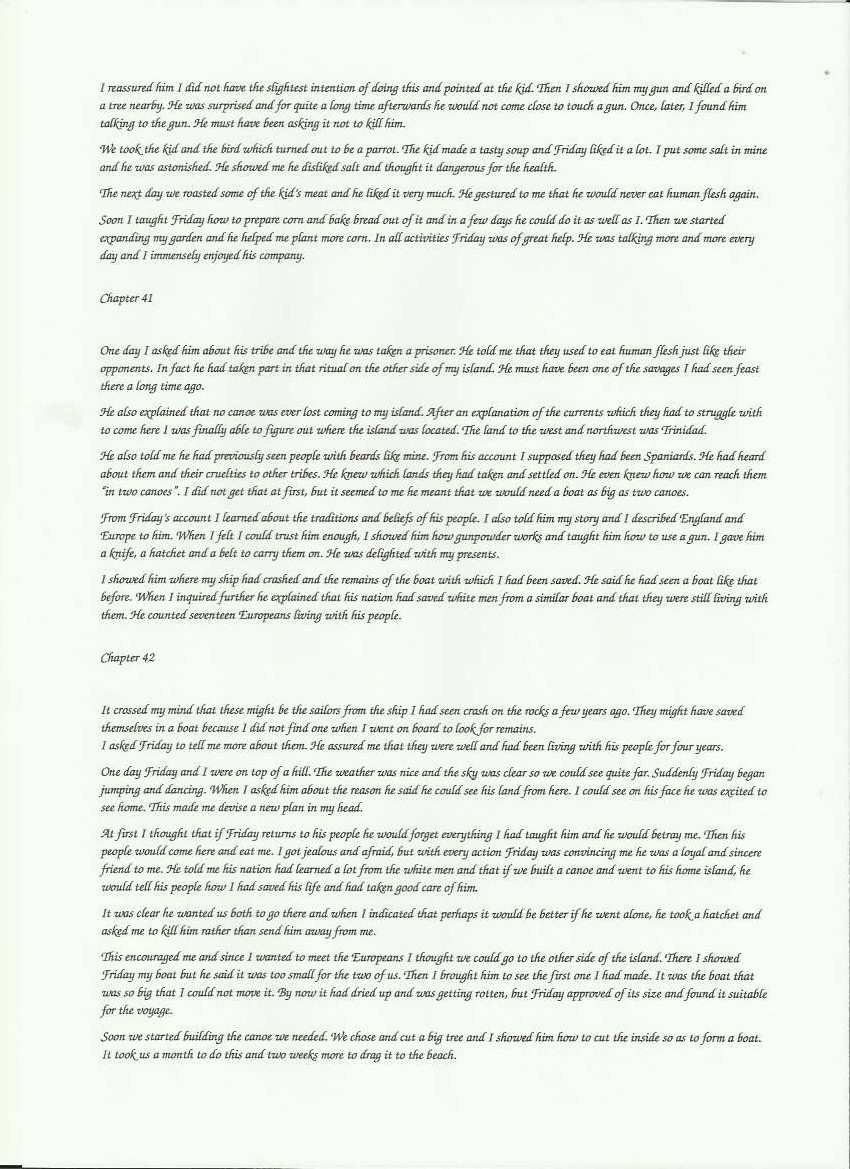 I reassured him I did not have the slightest intention of doing this and pointed at the kid. Then I showed him my gun and killed a bird on
a tree nearby. He was surprised and for quite a long time afterwards he would not come close to touch a gun. Once, later, I found him
talking to the gun. He must have been asking it not to kill him.
We took the kid and the bird which turned out to be a parrot. The kid made a tasty soup and Friday liked it a lot. I put some salt in mine
and he was astonished. He showed me he disliked salt and thought it dangerous for the health.
The next day we roasted some of the kid's meat and he liked it very much. He gestured to me that he would never eat human flesh again.
Soon I taught Friday how to prepare corn and bake bread out of it and in a few days he could do it as well as I. Then we started
expanding my garden and he helped me plant more corn. In all activities Friday was of great help. He was talking more and more every
day and I immensely enjoyed his company.
Chapter 41
One day I asked him about his tribe and the way he was taken a prisoner. He told me that they used to eat human flesh just like their
opponents. In fact he had taken part in that ritual on the other side of my island. He must have been one of the savages I had seen feast
there a long time ago.
He also explained that no canoe was ever lost coming to my island. After an explanation of the currents which they had to struggle with
to come here I was finally able to figure out where the island was located. The land to the west and northwest was Trinidad.
He also told me he had previously seen people with beards like mine. From his account I supposed they had been Spaniards. He had heard
about them and their cruelties to other tribes. He knew which lands they had taken and settled on. He even knew how we can reach them
"in two canoes". I did not get that at first, but it seemed to me he meant that we would need a boat as big as two canoes.
From Friday's account I learned about the traditions and beliefs of his people. I also told him my story and I described England and
Europe to him. When I felt I could trust him enough, I showed him how gunpowder works and taught him how to use a gun. I gave him
a knife, a hatchet and a belt to carry them on. He was delighted with my presents.
I showed him where my ship had crashed and the remains of the boat with which I had been saved. He said he had seen a boat like that
before. When I inquired further he explained that his nation had saved white men from a similar boat and that they were still living with
them. He counted seventeen Europeans living with his people.
Chapter 42
It crossed my mind that these might be the sailors from the ship I had seen crash on the rocks a few years ago. They might have saved
themselves in a boat because I did not find one when I went on board to look for remains.
I asked Friday to tell me more about them. He assured me that they were well and had been living with his people for four years.
One day Friday and I were on top of a hill. The weather was nice and the sky was clear so we could see quite far. Suddenly Friday began
jumping and dancing. When I asked him about the reason he said he could see his land from here. I could see on his face he was excited to
see home. This made me devise a new plan in my head.
At first I thought that if Friday returns to his people he would forget everything I had taught him and he would betray me. Then his
people would come here and eat me. I got jealous and afraid, but with every action Friday was convincing me he was a loyal and sincere
friend to me. He told me his nation had learned a lot from the white men and that if we built a canoe and went to his home island, he
would tell his people how I had saved his life and had taken good care of him.
It was clear he wanted us both to go there and when I indicated that perhaps it would be better if he went alone, he took a hatchet and
asked me to kill him rather than send him away from me.
This encouraged me and since I wanted to meet the Europeans I thought we could go to the other side of the island. There I showed
Friday my boat but he said it was too small for the two of us. Then I brought him to see the first one I had made. It was the boat that
was so big that I could not move it. By now it had dried up and was getting rotten, but Friday approved of its size and found it suitable
for the voyage.
Soon we started building the canoe we needed. We chose and cut a big tree and I showed him how to cut the inside so as to form a boat.
It took us a month to do this and two weeks more to drag it to the beach.